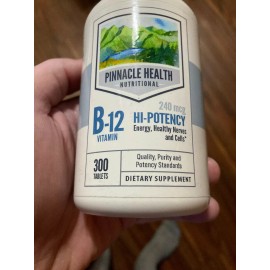 PINNACLE HEALTH
NUTRITIONAL
240 mcg
B-12
VITAMIN
HI-POTENCY
Energy, Healthy Nerves
and Cells*
300
TABLETS
Quality, Purity and
Potency Standards
DIETARY SUPPLEMENT